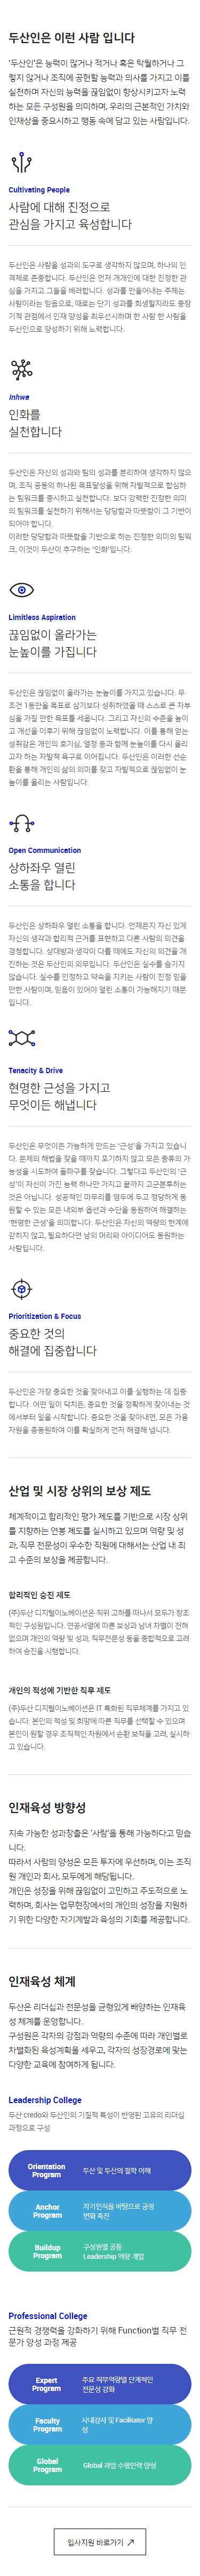 두산인은 이런 사람 입니다
'두산인'은 능력이 많거나 적거나 혹은 탁월하거나 그
렇지 않거나 조직에 공헌할 능력과 의사를 가지고 이를
실천하며 자신의 능력을 끊임없이 향상시키고자 노력
하는 모든 구성원을 의미하며, 우리의 근본적인 가치와
인재상을 중요시하고 행동 속에 담고 있는 사람입니다.
Cultivating People
사람에 대해 진정으로
관심을 가지고 육성합니다
두산인은 사람을 성과의 도구로 생각하지 않으며, 하나의 인
격체로 존중합니다. 두산인은 먼저 개개인에 대한 진정한 관
심을 가지고 그들을 배려합니다. 성과를 만들어내는 주체는
사람이라는 믿음으로, 때로는 단기 성과를 희생할지라도 중장
기적 관점에서 인재 양성을 최우선시하며 한 사람 한 사람을
두산인으로 양성하기 위해 노력합니다.
Inhwa
인화를
실천합니다
두산인은 자신의 성과와 팀의 성과를 분리하여 생각하지 않으
며, 조직 공동의 하나된 목표달성을 위해 자발적으로 합심하
는 팀워크를 중시하고 실천합니다. 보다 강력한 진정한 의미
의 팀워크를 실천하기 위해서는 당당함과 따뜻함이 그 기반이
되어야 합니다.
이러한 당당함과 따뜻함을 기반으로 하는 진정한 의미의 팀워
크, 이것이 두산이 추구하는 '인화'입니다.
Limitless Aspiration
끊임없이 올라가는
눈높이를 가집니다
두산인은 끊임없이 올라가는 눈높이를 가지고 있습니다. 무
조건 1등만을 목표로 삼기보다 성취하였을 때 스스로 큰 자부
심을 가질 만한 목표를 세웁니다. 그리고 자신의 수준을 높이
고 개선을 이루기 위해 끊임없이 노력합니다. 이를 통해 얻는
성취감은 개인의 호기심, 열정 등과 함께 눈높이를 다시 올리
고자 하는 자발적 욕구로 이어집니다. 두산인은 이러한 선순
환을 통해 개인의 삶의 의미를 찾고 자발적으로 끊임없이 눈
높이를 올리는 사람입니다.
Open Communication
상하좌우 열린
소통을 합니다
두산인은 상하좌우 열린 소통을 합니다. 언제든지 자신 있게
자신의 생각과 합리적 근거를 표현하고 다른 사람의 의견을
경청합니다. 상대방과 생각이 다를 때에도 자신의 의견을 개
진하는 것은 두산인의 의무입니다. 두산인은 실수를 숨기지
않습니다. 실수를 인정하고 약속을 지키는 사람이 진정 믿을
만한 사람이며, 믿음이 있어야 열린 소통이 가능해지기 때문
입니다.
Tenacity & Drive
현명한 근성을 가지고
무엇이든 해냅니다
두산인은 무엇이든 가능하게 만드는 '근성'을 가지고 있습니
다. 문제의 해법을 찾을 때까지 포기하지 않고 모든 종류의 가
능성을 시도하여 돌파구를 찾습니다. 그렇다고 두산인의 '근
성'이 자신이 가진 능력 하나만 가지고 끝까지 고군분투하는
것은 아닙니다. 성공적인 마무리를 염두에 두고 정당하게 동
원할 수 있는 모든 내외부 옵션과 수단을 동원하여 해결하는
'현명한 근성'을 의미합니다. 두산인은 자신의 역량의 한계에
갇히지 않고, 필요하다면 남의 머리와 아이디어도 동원하는
사람입니다.
Prioritization & Focus
중요한 것의
해결에 집중합니다
두산인은 가장 중요한 것을 찾아내고 이를 실행하는 데 집중
합니다. 어떤 일이 닥치든, 중요한 것을 정확하게 찾아내는 것
에서부터 일을 시작합니다. 중요한 것을 찾아내면, 모든 가용
자원을 총동원하여 이를 확실하게 먼저 해결해 냅니다.
산업 및 시장 상위의 보상 제도
체계적이고 합리적인 평가 제도를 기반으로 시장 상위
를 지향하는 연봉 제도를 실시하고 있으며 역량 및 성
과, 직무 전문성이 우수한 직원에 대해서는 산업 내 최
고 수준의 보상을 제공합니다.
합리적인 승진 제도
(주)두산 디지털이노베이션은 직위 고하를 떠나서 모두가 창조
적인 구성원입니다. 연공서열에 따른 보상과 남녀 차별이 전혀
없으며 개인의 역량 및 성과, 직무전문성 등을 종합적으로 고려
하여 승진을 시행합니다.
개인의 적성에 기반한 직무 제도
(주)두산 디지털이노베이션은 IT 특화된 직무체계를 가지고 있
습니다. 본인의 적성 및 희망에 따른 직무를 선택할 수 있으며
본인이 원할 경우 조직적인 차원에서 순환 보직을 고려, 실시하
고 있습니다.
인재육성 방향성
지속 가능한 성과창출은 '사람'을 통해 가능하다고 믿습
니다.
따라서 사람의 양성은 모든 투자에 우선하며, 이는 조직
원 개인과 회사, 모두에게 해당됩니다.
개인은 성장을 위해 끊임없이 고민하고 주도적으로 노
력하며, 회사는 업무현장에서의 개인의 성장을 지원하
기 위한 다양한 자기계발과 육성의 기회를 제공합니다.
인재육성 체계
두산은 리더십과 전문성을 균형있게 배양하는 인재육
성 체계를 운영합니다.
구성원은 각자의 강점과 역량의 수준에 따라 개인별로
차별화된 육성계획을 세우고, 각자의 성장경로에 맞는
다양한 교육에 참여하게 됩니다.
Leadership College
두산 credo와 두산인의 기질적 특성이 반영된 고유의 리더십
과정으로 구성
Orientation
Program
두산 및 두산의 철학 이해
Anchor
Program
자기인식을 바탕으로 긍정
변화 촉진
Buildup
Program
구성원별 공통
Leadership 역량 개발
Professional College
근원적 경쟁력을 강화하기 위해 Function별 직무 전
문가 양성 과정 제공
Expert
Program
주요 직무역량별 단계적인
전문성 강화
Faculty
Program
사내강사 및 Facilitator 양
성
Global
Program
Global 과업 수행인력 양성
입사지원 바로가기